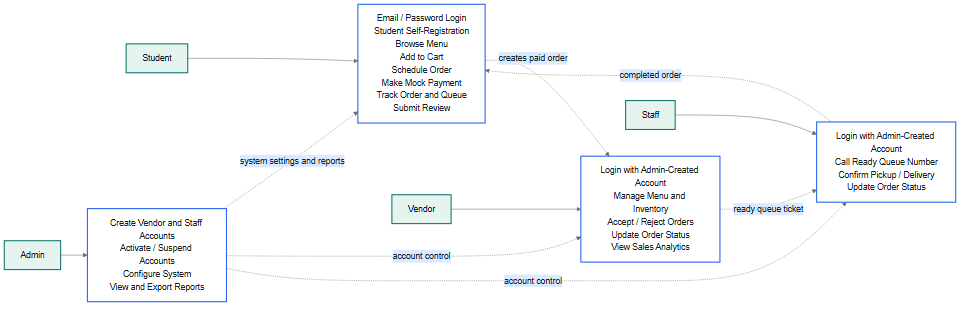 Email / Password Login
Student Self-Registration
Browse Menu
Add to Cart
Schedule Order
Make Mock Payment
Track Order and Queue
Submit Review
Student
creates paid order
completed order
Staff
Login with Admin-Created
Account
Call Ready Queue Number
Confirm Pickup / Delivery
Update Order Status
system settings and reports
Login with Admin-Created
Account
Manage Menu and
Inventory
Accept / Reject Orders
Update Order Status
View Sales Analytics
Vendor
ready queue ticket
Create Vendor and Staff
Accounts
Activate / Suspend
Accounts
Configure System
View and Export Reports
Admin
account control
account control